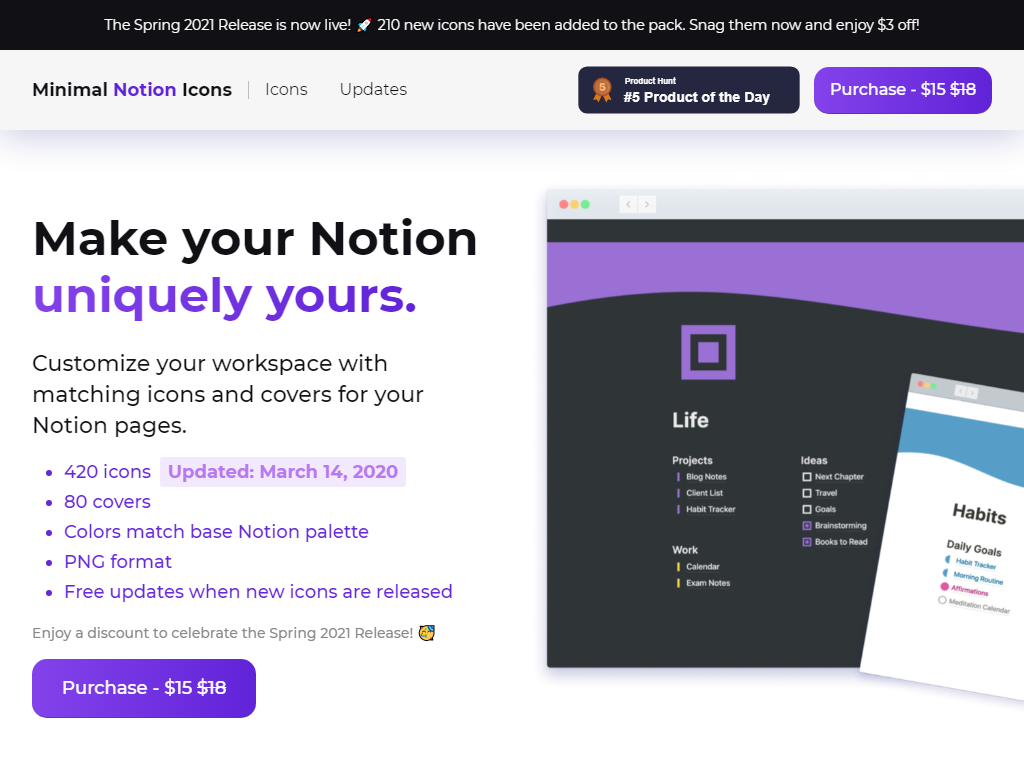 The Spring 2021 Release is now live! 🚀 210 new icons have been added to the pack. Snag them now and enjoy $3 off!
Minimal Notion Icons
Icons
Updates
5
Product Hunt
#5 Product of the Day
Purchase - $15 $18
Make your Notion
uniquely yours.
Customize your workspace with
matching icons and covers for your
Notion pages.
420 icons Updated: March 14, 2020
80 covers
Colors match base Notion palette
PNG format
Free updates when new icons are released
Enjoy a discount to celebrate the Spring 2021 Release! 🥳
Purchase - $15 $18
Life
Projects
Blog Notes
Client List
Habit Tracker
Work
Calendar
Exam Notes
Ideas
Next Chapter
Travel
Goals
Brainstorming
Books to Read
Habits
Daily Goals
Habit Tracker
Morning Routine
Affirmations
Meditation Calendar